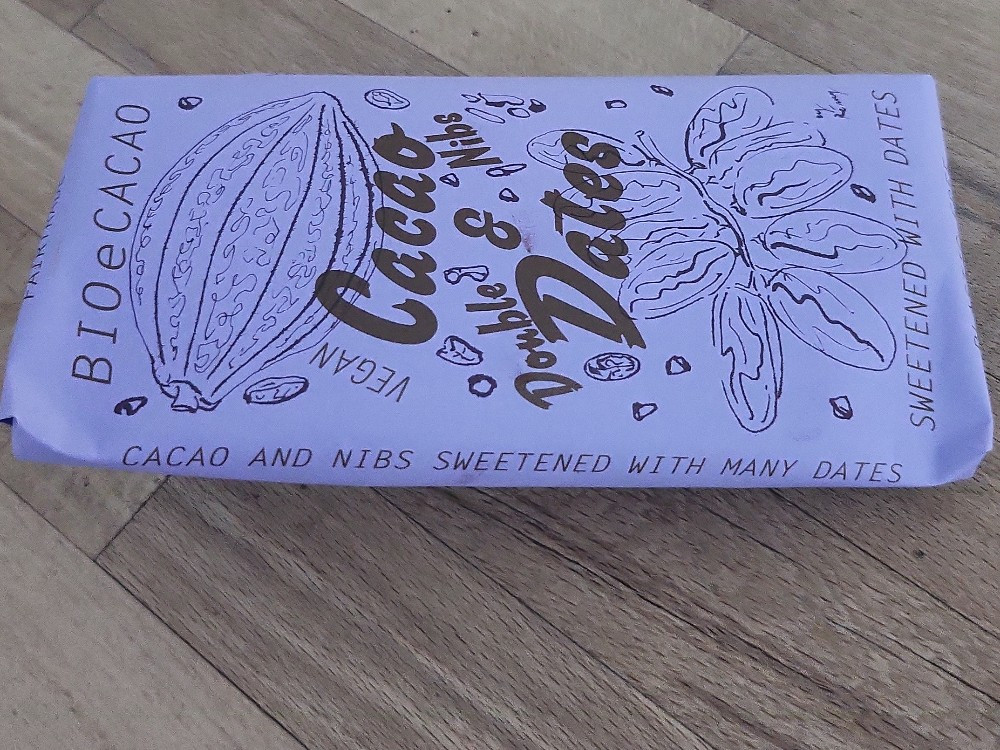 BIOeCACAO
Cacao
Nibs
&
Double
Dates
VEGAN
SWEETENED WITH DATES
CACAO AND NIBS SWEETENED WITH MANY DATES